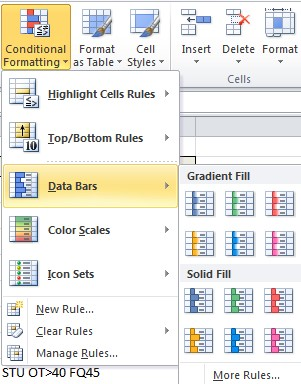 Conditional Formatting
Format as Table
Cell Styles
Insert
Delete
Format
Cells
Highlight Cells Rules
Top/Bottom Rules
10
Data Bars
Color Scales
Icon Sets
New Rule...
Clear Rules
Manage Rules...
Gradient Fill
Solid Fill
More Rules...
STU OT>40 FQ45